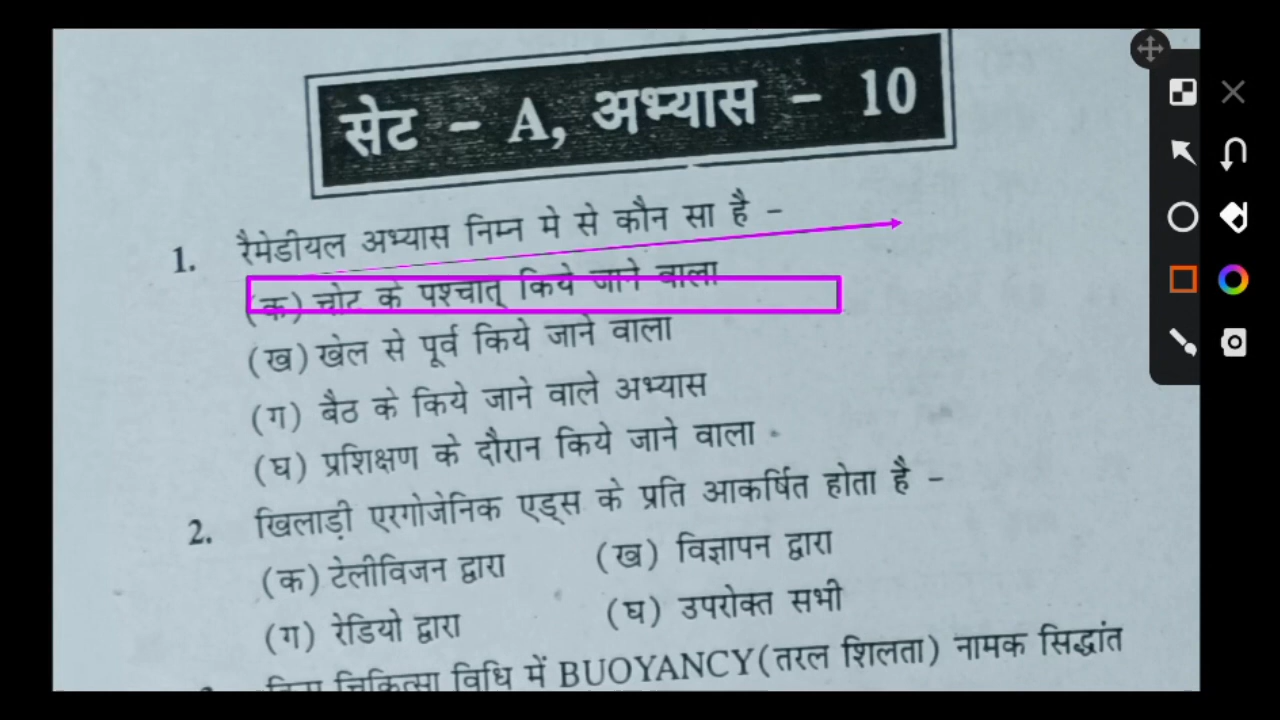 सेट - A, अभ्यास - 10
1. रैमेडीयल अभ्यास निम्न मे से कौन सा है -
(क) चोट के पश्चात् किये जाने वाला
(ख) खेल से पूर्व किये जाने वाला
(ग) बैठ के किये जाने वाले अभ्यास
(घ) प्रशिक्षण के दौरान किये जाने वाला
2. खिलाड़ी एरगोजेनिक एड्स के प्रति आकर्षित होता है -
(क) टेलीविजन द्वारा (ख) विज्ञापन द्वारा
(ग) रेडियो द्वारा (घ) उपरोक्त सभी
चिकित्सा विधि में BUOYANCY(तरल शिलता) नामक सिद्धांत